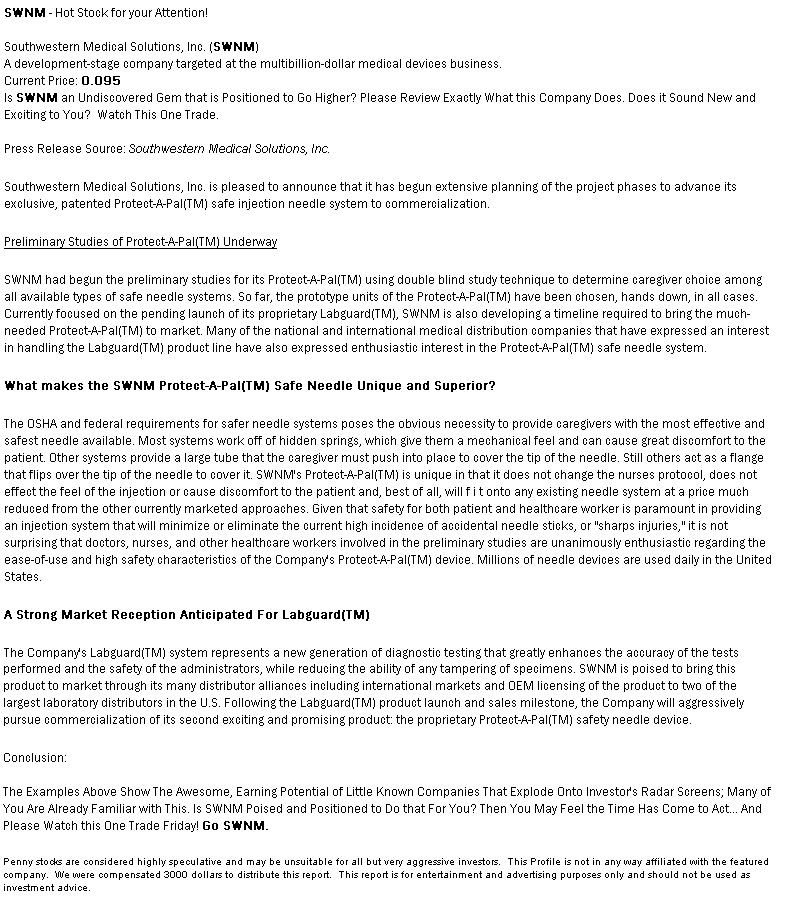 SWNM - Hot Stock for your Attention!
Southwestern Medical Solutions, Inc. (SWNM)
A development-stage company targeted at the multibillion-dollar medical devices business.
Current Price: 0.095
Is SWNM an Undiscovered Gem that is Positioned to Go Higher? Please Review Exactly What this Company Does. Does it Sound New and
Exciting to You?  Watch This One Trade.
Press Release Source: Southwestern Medical Solutions, Inc.
Southwestern Medical Solutions, Inc. is pleased to announce that it has begun extensive planning of the project phases to advance its
exclusive, patented Protect-A-Pal(TM) safe injection needle system to commercialization.
Preliminary Studies of Protect-A-Pal(TM) Underway
SWNM had begun the preliminary studies for its Protect-A-Pal(TM) using double blind study technique to determine caregiver choice among
all available types of safe needle systems. So far, the prototype units of the Protect-A-Pal(TM) have been chosen, hands down, in all cases.
Currently focused on the pending launch of its proprietary Labguard(TM), SWNM is also developing a timeline required to bring the much-
needed Protect-A-Pal(TM) to market. Many of the national and international medical distribution companies that have expressed an interest
in handling the Labguard(TM) product line have also expressed enthusiastic interest in the Protect-A-Pal(TM) safe needle system.
What makes the SWNM Protect-A-Pal(TM) Safe Needle Unique and Superior?
The OSHA and federal requirements for safer needle systems poses the obvious necessity to provide caregivers with the most effective and
safest needle available. Most systems work off of hidden springs, which give them a mechanical feel and can cause great discomfort to the
patient. Other systems provide a large tube that the caregiver must push into place to cover the tip of the needle. Still others act as a flange
that flips over the tip of the needle to cover it. SWNM's Protect-A-Pal(TM) is unique in that it does not change the nurses protocol, does not
effect the feel of the injection or cause discomfort to the patient and, best of all, will f i t onto any existing needle system at a price much
reduced from the other currently marketed approaches. Given that safety for both patient and healthcare worker is paramount in providing
an injection system that will minimize or eliminate the current high incidence of accidental needle sticks, or "sharps injuries," it is not
surprising that doctors, nurses, and other healthcare workers involved in the preliminary studies are unanimously enthusiastic regarding the
ease-of-use and high safety characteristics of the Company's Protect-A-Pal(TM) device. Millions of needle devices are used daily in the United
States.
A Strong Market Reception Anticipated For Labguard(TM)
The Company's Labguard(TM) system represents a new generation of diagnostic testing that greatly enhances the accuracy of the tests
performed and the safety of the administrators, while reducing the ability of any tampering of specimens. SWNM is poised to bring this
product to market through its many distributor alliances including international markets and OEM licensing of the product to two of the
largest laboratory distributors in the U.S. Following the Labguard(TM) product launch and sales milestone, the Company will aggressively
pursue commercialization of its second exciting and promising product: the proprietary Protect-A-Pal(TM) safety needle device.
Conclusion:
The Examples Above Show The Awesome, Earning Potential of Little Known Companies That Explode Onto Investor's Radar Screens; Many of
You Are Already Familiar with This. Is SWNM Poised and Positioned to Do that For You? Then You May Feel the Time Has Come to Act... And
Please Watch this One Trade Friday! Go SWNM.
Penny stocks are considered highly speculative and may be unsuitable for all but very aggressive investors.  This Profile is not in any way affiliated with the featured
company.  We were compensated 3000 dollars to distribute this report.  This report is for entertainment and advertising purposes only and should not be used as
investment advice.